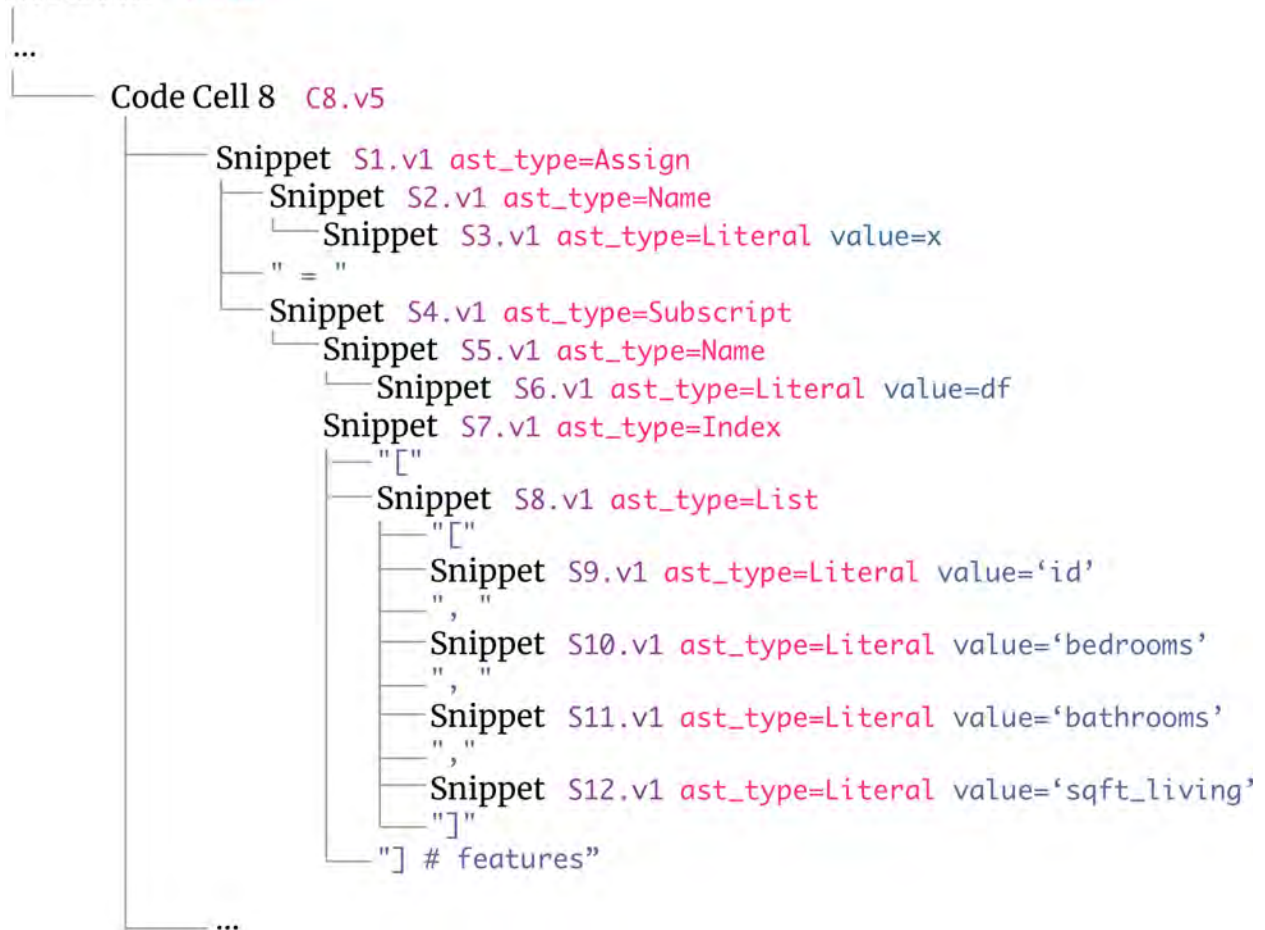 ...
Code Cell 8 C8.v5
Snippet S1.v1 ast_type=Assign
Snippet S2.v1 ast_type=Name
Snippet S3.v1 ast_type=Literal value=x
" = "
Snippet S4.v1 ast_type=Subscript
Snippet S5.v1 ast_type=Name
Snippet S6.v1 ast_type=Literal value=df
Snippet S7.v1 ast_type=Index
"["
Snippet S8.v1 ast_type=List
"["
Snippet S9.v1 ast_type=Literal value=‘id’
", "
Snippet S10.v1 ast_type=Literal value=‘bedrooms’
", "
Snippet S11.v1 ast_type=Literal value=‘bathrooms’
","
Snippet S12.v1 ast_type=Literal value=‘sqft_living’
"]"
"] # features”
...